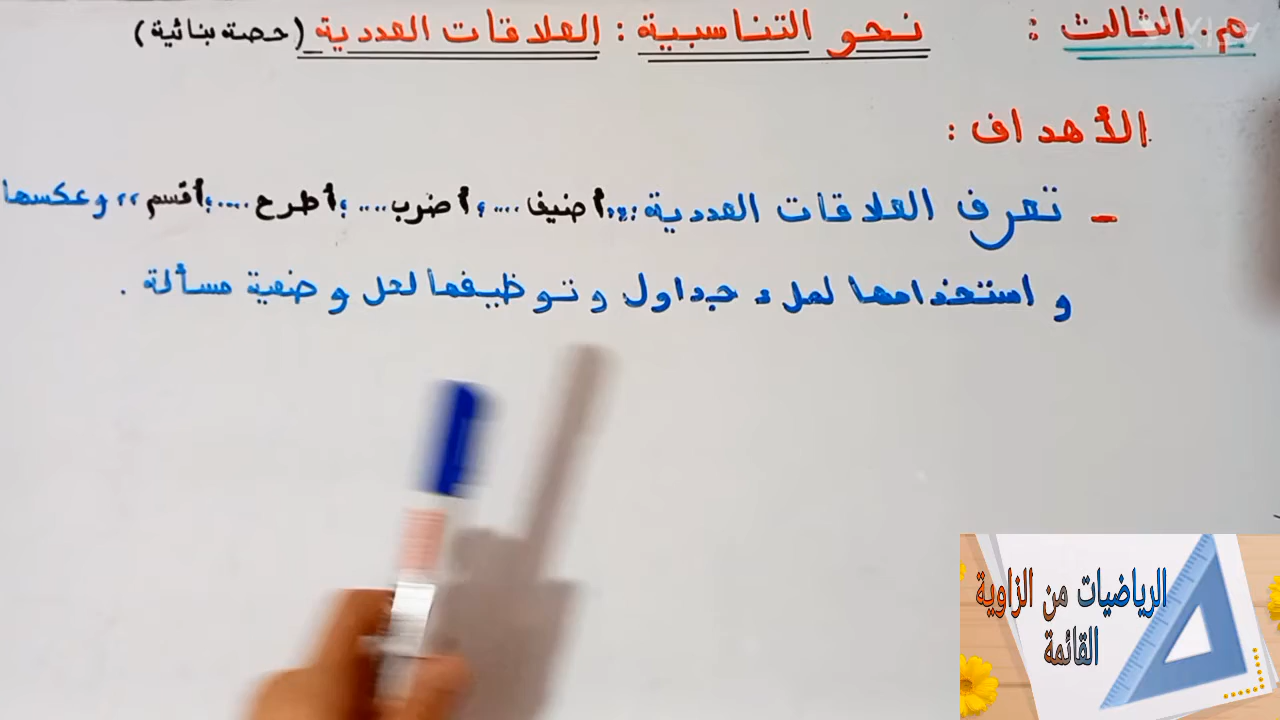 م. الثالث : نحو التناسبية : العلاقات العددية (حصة بنائية)
الأهداف :
- تعرف العلاقات العددية ,,أضيف .... ؛ أضرب .... ؛ أطرح .... ؛ أقسم ,, وعكسها
و استخدامها لملء جداول وتوظيفها لحل وضعية مسألة .
الرياضيات من الزاوية
القائمة